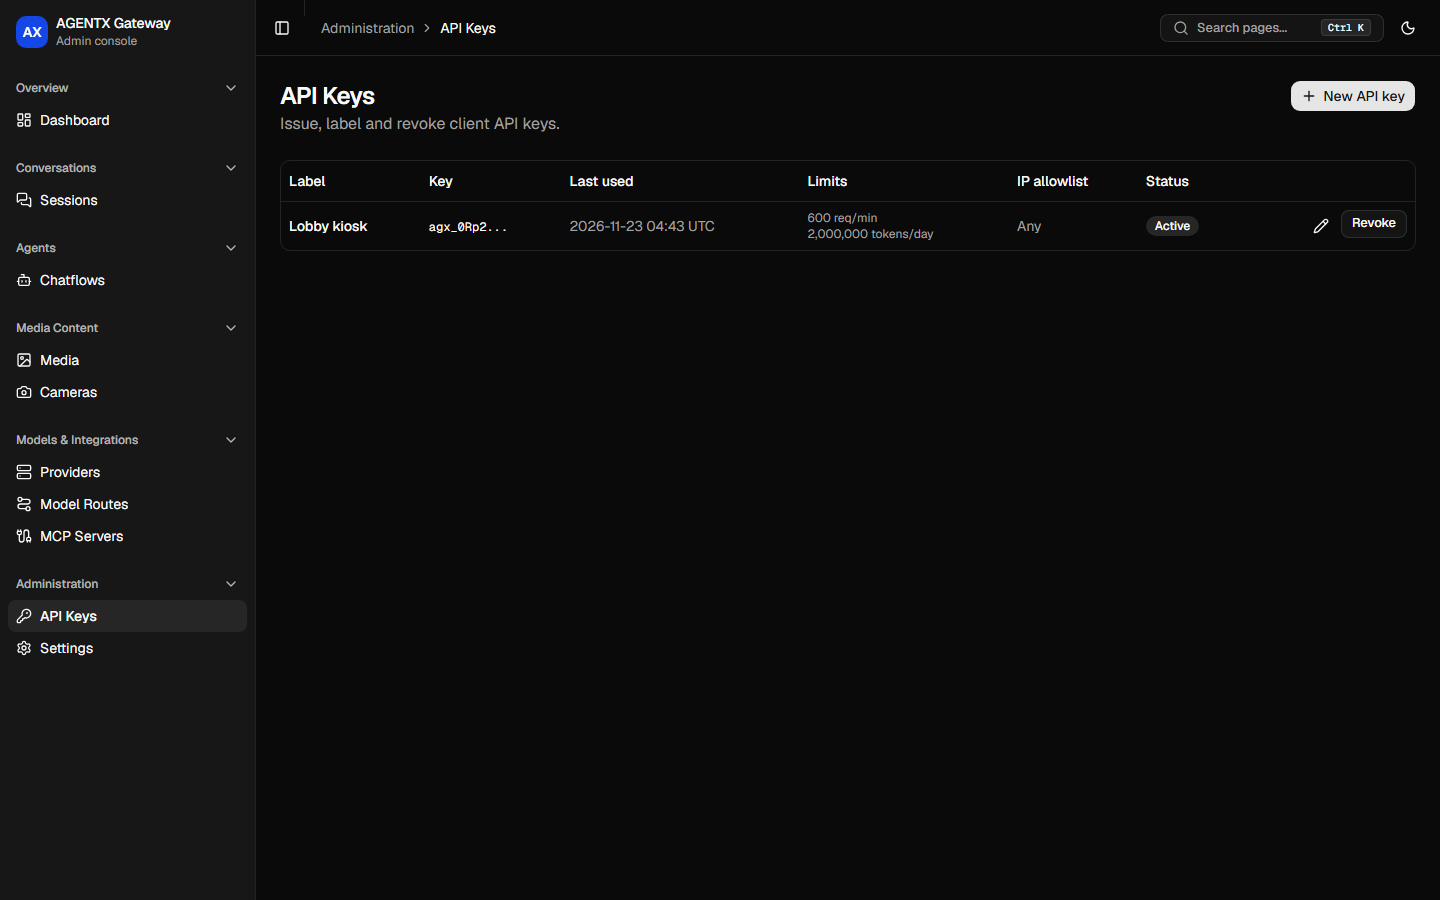 AX
AGENTX Gateway
Admin console
Overview
Dashboard
Conversations
Sessions
Agents
Chatflows
Media Content
Media
Cameras
Models & Integrations
Providers
Model Routes
MCP Servers
Administration
API Keys
Settings
Administration > API Keys
Search pages... Ctrl K
API Keys
Issue, label and revoke client API keys.
+ New API key
Label Key Last used Limits IP allowlist Status
Lobby kiosk agx_0Rp2... 2026-11-23 04:43 UTC 600 req/min Any Active Revoke
2,000,000 tokens/day